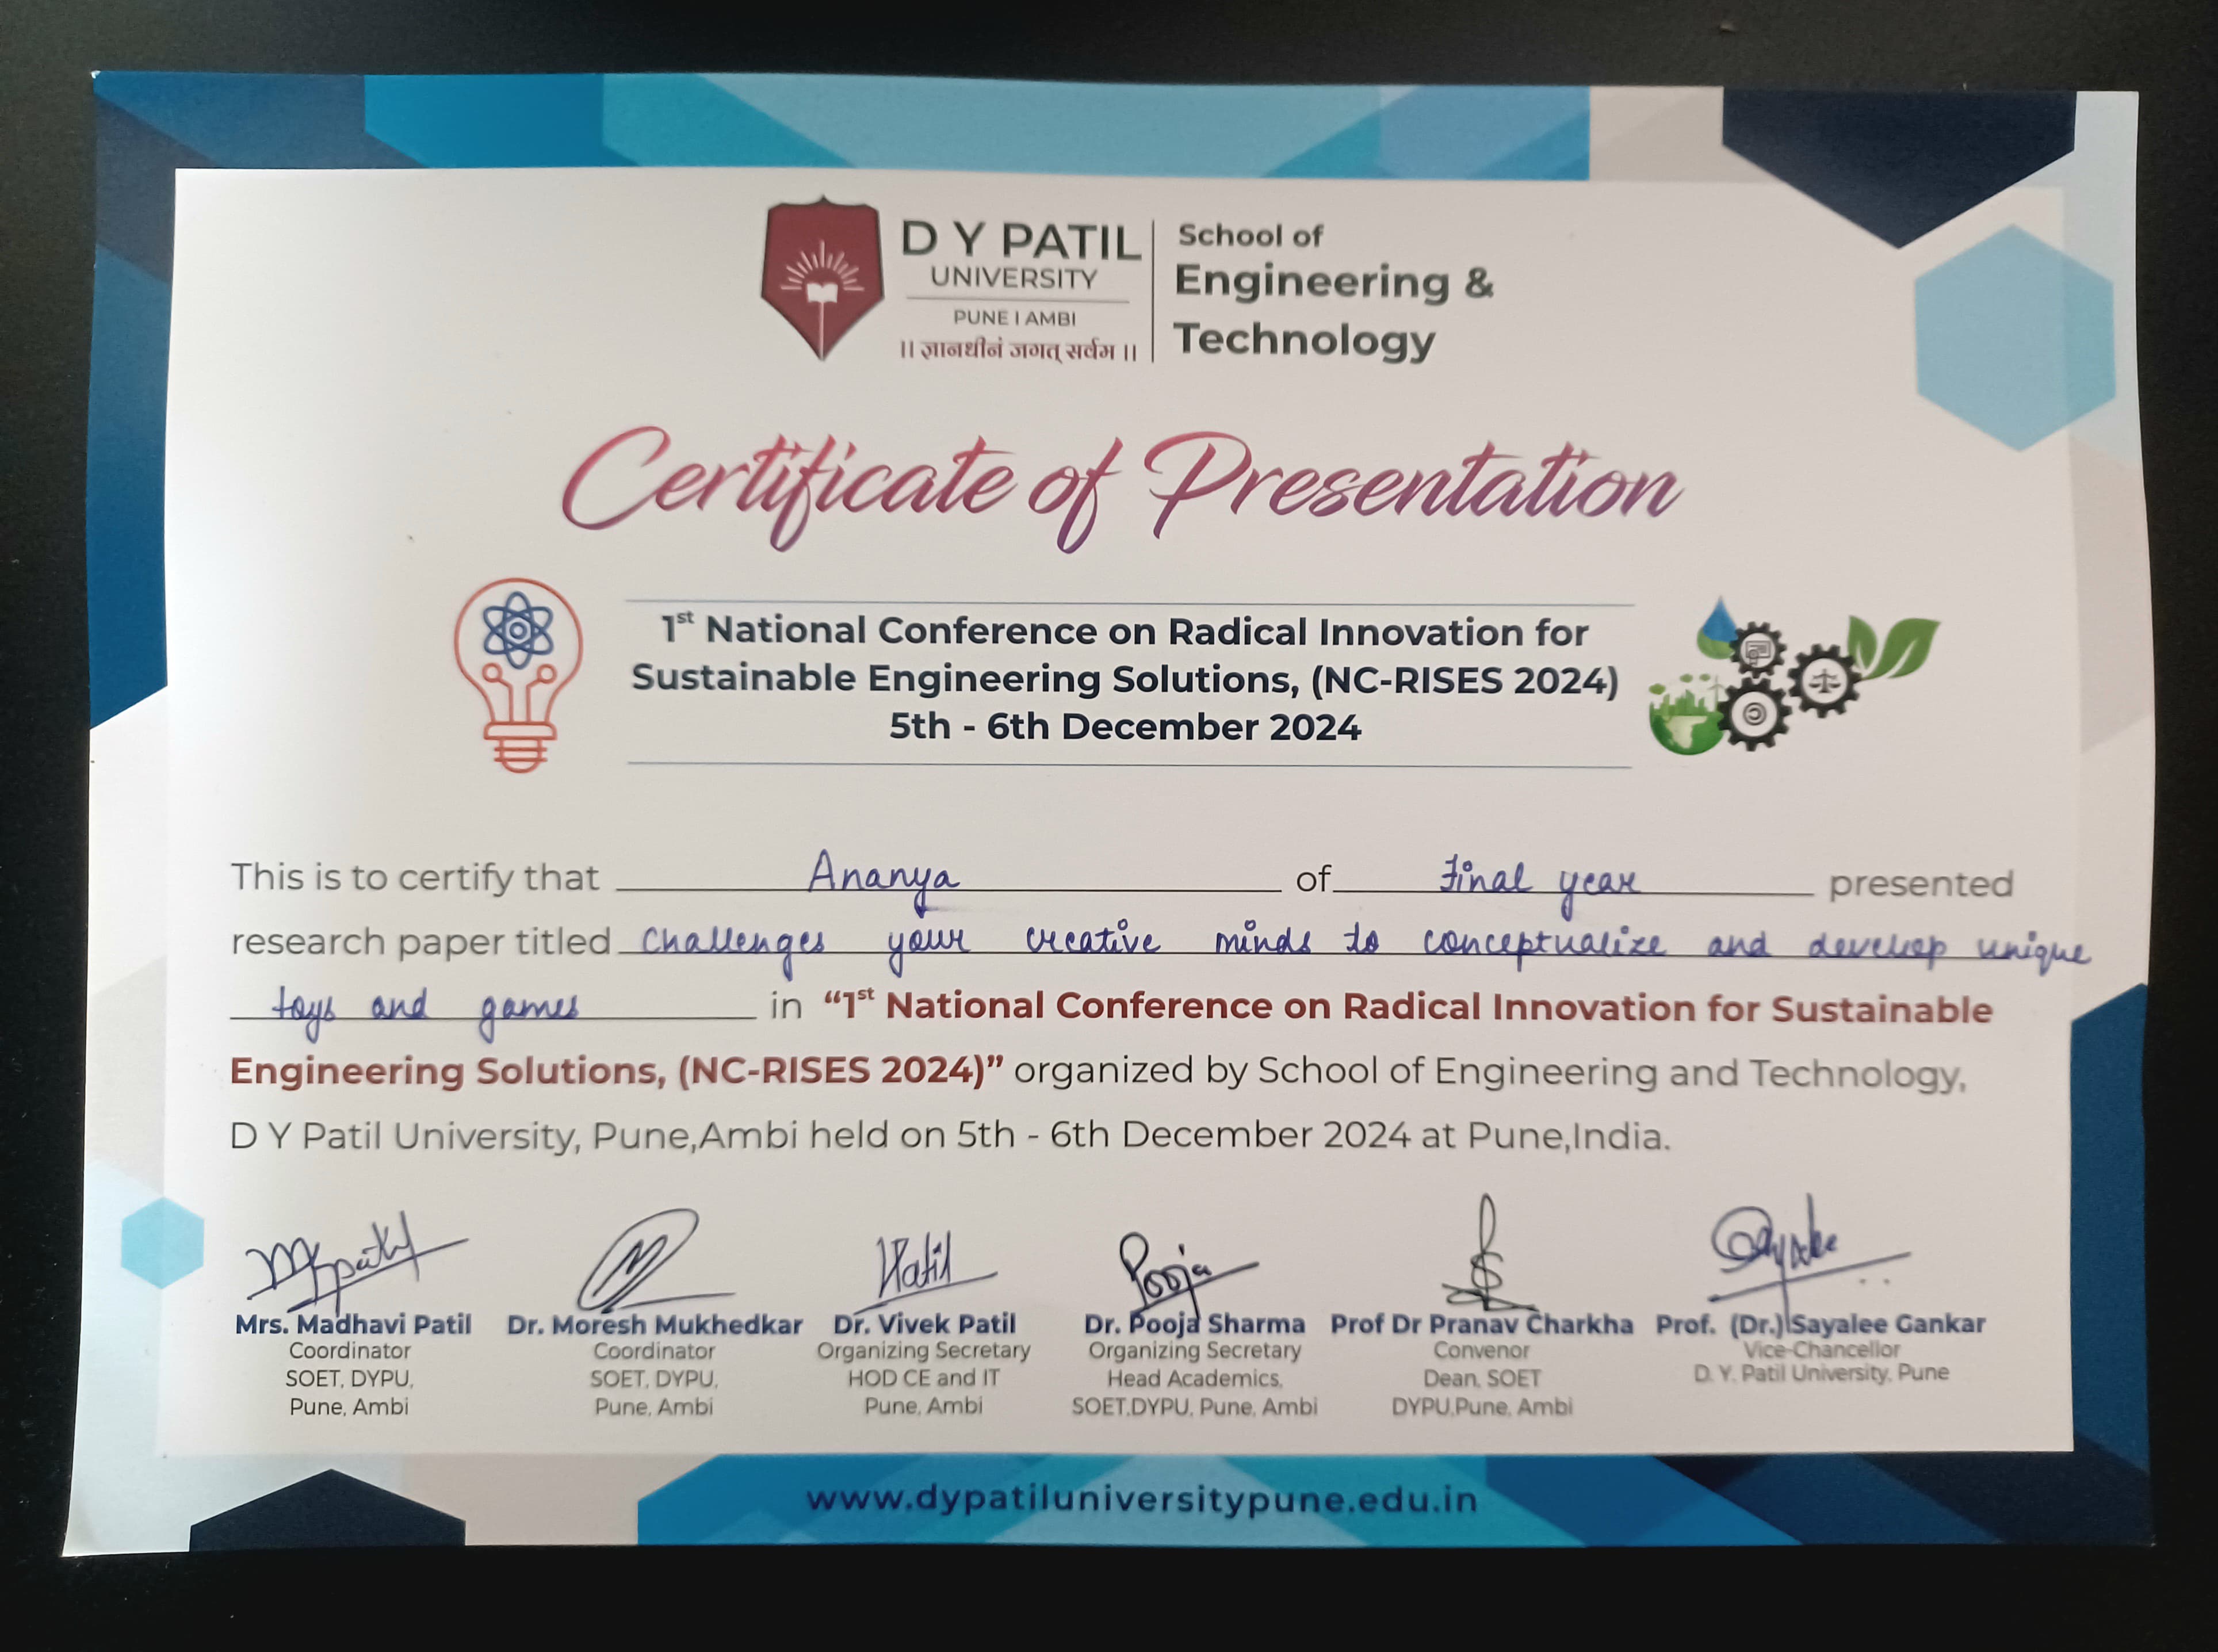 D Y PATIL
UNIVERSITY
PUNE | AMBI
|| ज्ञानधीनं जगत् सर्वम ||
School of
Engineering &
Technology
Certificate of Presentation
1st National Conference on Radical Innovation for
Sustainable Engineering Solutions, (NC-RISES 2024)
5th - 6th December 2024
This is to certify that Ananya of Final year presented
research paper titled Challenges your creative minds to conceptualize and develop unique
toys and games in “1st National Conference on Radical Innovation for Sustainable
Engineering Solutions, (NC-RISES 2024)” organized by School of Engineering and Technology,
D Y Patil University, Pune,Ambi held on 5th - 6th December 2024 at Pune,India.
Pooja
Mrs. Madhavi Patil
Coordinator
SOET, DYPU,
Pune, Ambi
Dr. Moresh Mukhedkar
Coordinator
SOET, DYPU,
Pune, Ambi
Dr. Vivek Patil
Organizing Secretary
HOD CE and IT
Pune, Ambi
Dr. Pooja Sharma
Organizing Secretary
Head Academics,
SOET,DYPU, Pune, Ambi
Prof Dr Pranav Charkha
Convenor
Dean, SOET
DYPU,Pune, Ambi
Prof. (Dr.) Sayalee Gankar
Vice-Chancellor
D. Y. Patil University, Pune
www.dypatiluniversitypune.edu.in